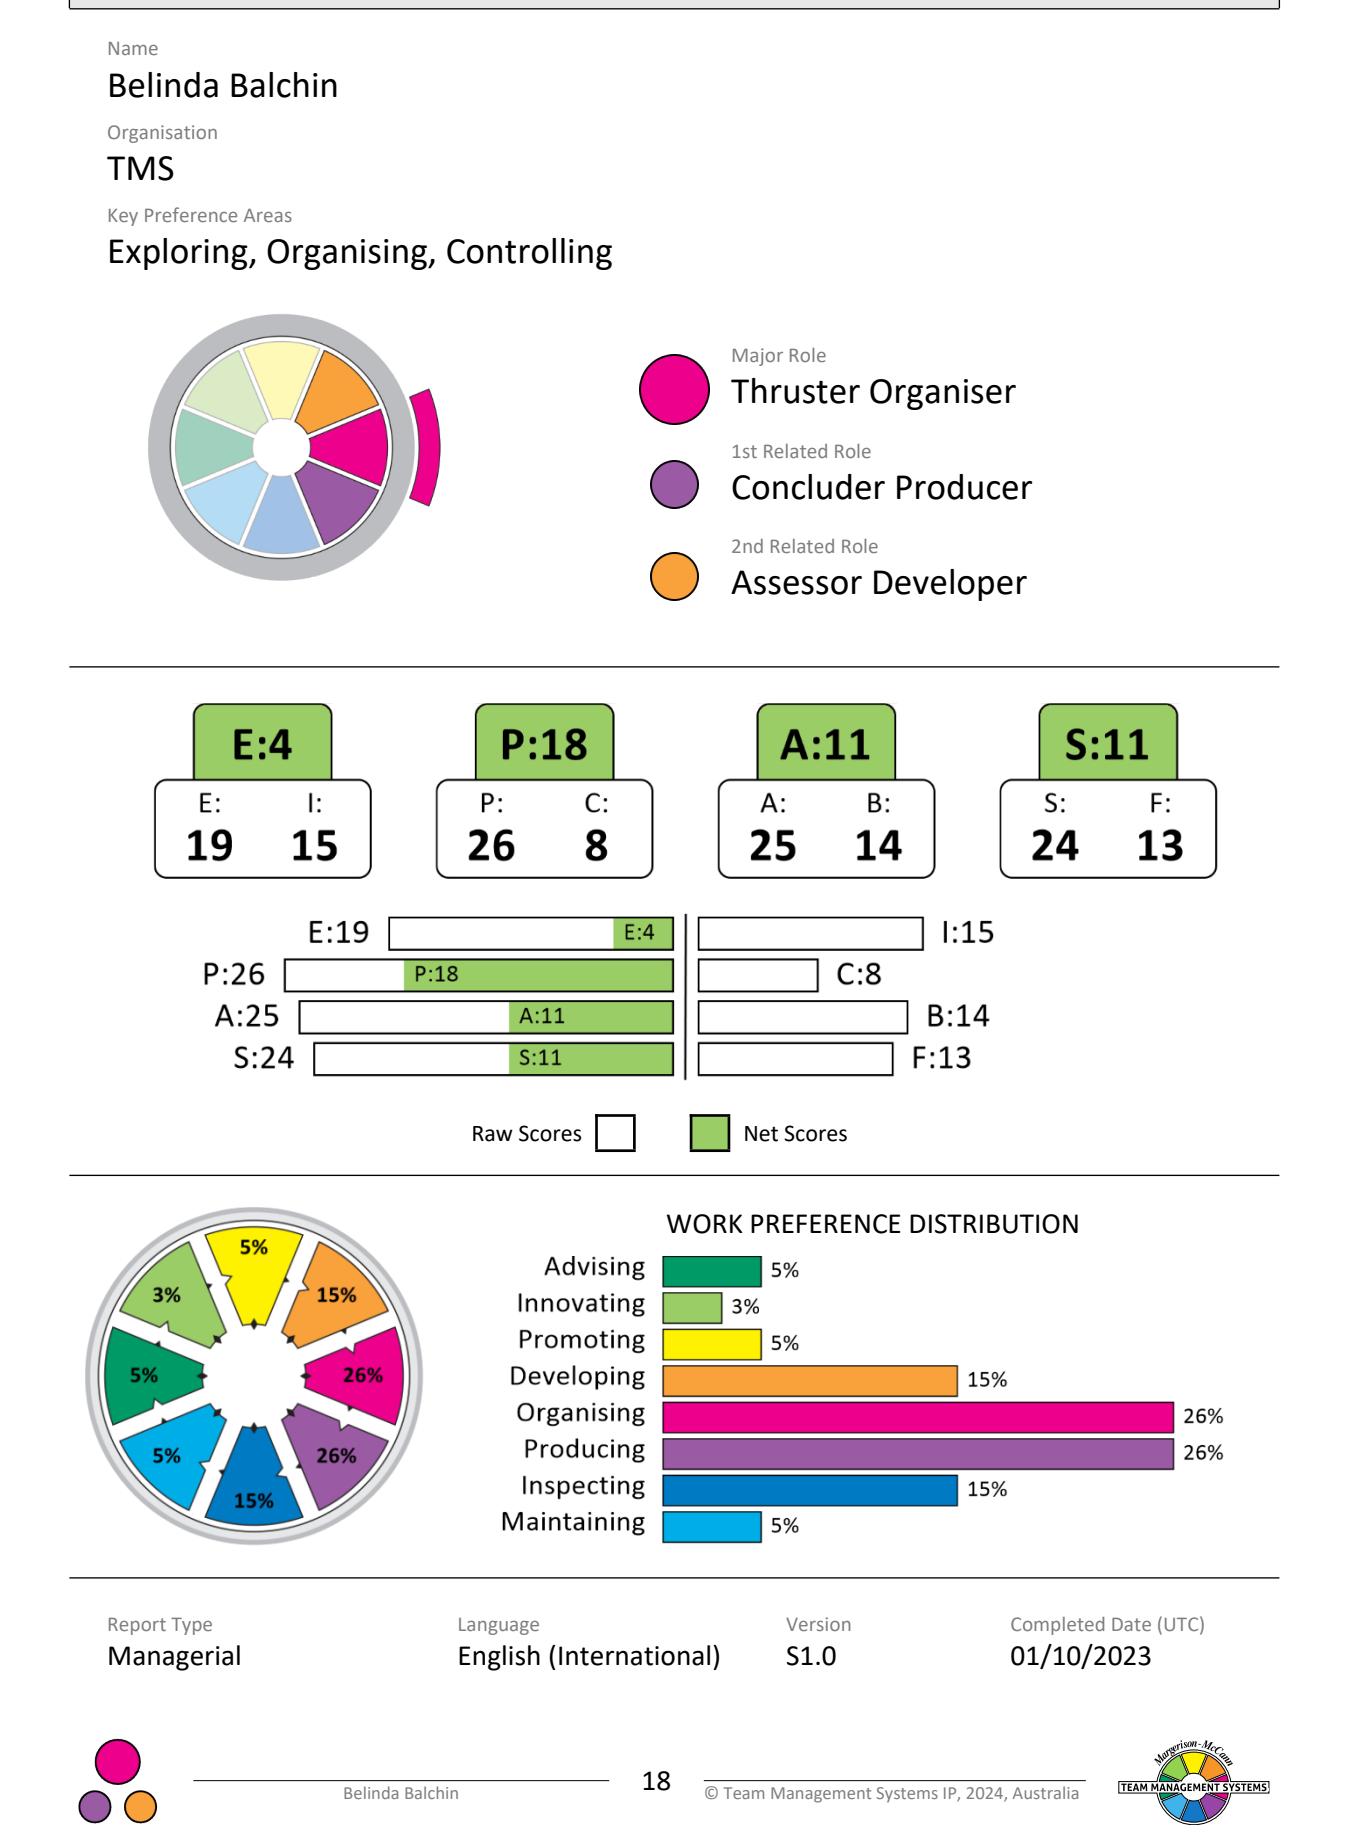 Name
Belinda Balchin
Organisation
TMS
Key Preference Areas
Exploring, Organising, Controlling
Major Role
Thruster Organiser
1st Related Role
Concluder Producer
2nd Related Role
Assessor Developer
E:4 P:18 A:11 S:11
E: I: P: C: A: B: S: F:
19 15 26 8 25 14 24 13
E:19 E:4 I:15
P:26 P:18 C:8
A:25 A:11 B:14
S:24 S:11 F:13
Raw Scores Net Scores
5%
3% 15%
5% 26%
5% 26%
15%
WORK PREFERENCE DISTRIBUTION
Advising 5%
Innovating 3%
Promoting 5%
Developing 15%
Organising 26%
Producing 26%
Inspecting 15%
Maintaining 5%
Report Type Language Version Completed Date (UTC)
Managerial English (International) S1.0 01/10/2023
Belinda Balchin 18 © Team Management Systems IP, 2024, Australia
Margerison-McCann
TEAM MANAGEMENT SYSTEMS